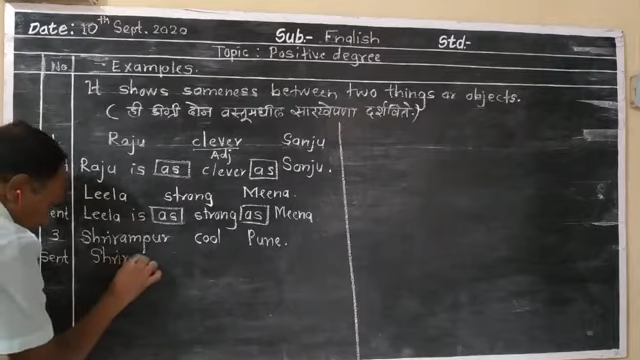 Date: 10th Sept. 2020 Sub.- English Std-
Topic : Positive degree
No. Examples.
It shows sameness between two things or objects.
( ही डीग्री दोन वस्तूमधील सारखेपणा दर्शविते.)
Raju clever Sanju
Adj
Raju is as clever as Sanju.
Leela strong Meena.
Leela is as strong as Meena
3 Shrirampur cool Pune.
Sent